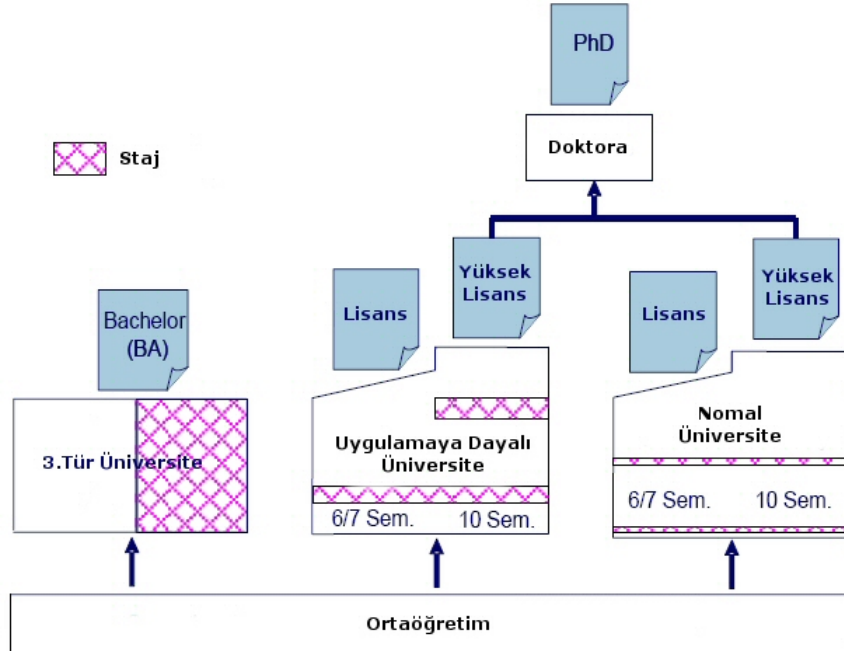 PhD
Doktora
Staj
Yüksek
Lisans
Yüksek
Lisans
Lisans
Lisans
Bachelor
(BA)
3.Tür Üniversite
Uygulamaya Dayalı
Üniversite
6/7 Sem.
10 Sem.
Nomal
Üniversite
6/7 Sem.
10 Sem.
Ortaöğretim